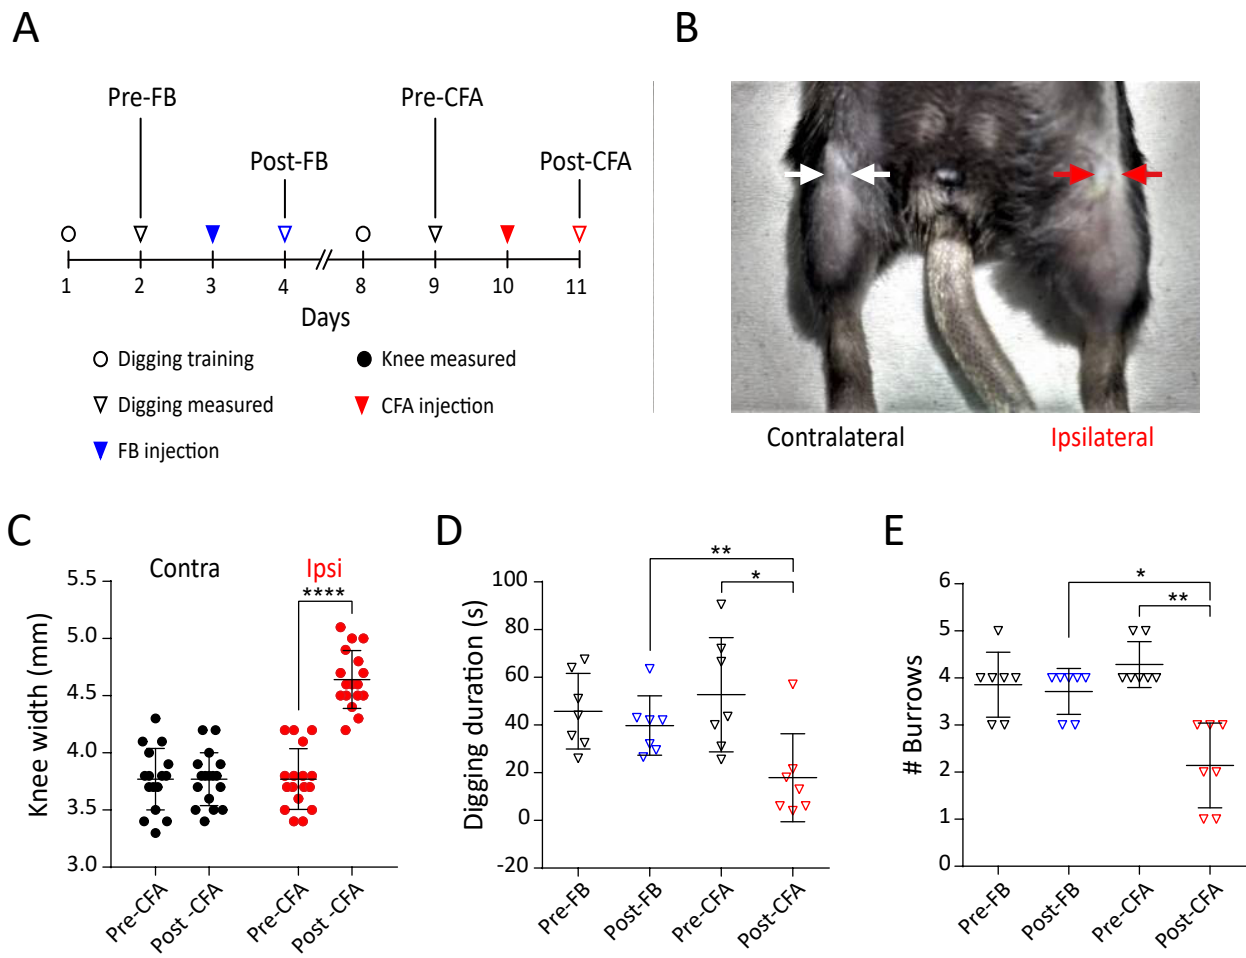 A
Pre-FB
Pre-CFA
Post-FB
Post-CFA
1 2 3 4 8 9 10 11
Days
Digging training
Knee measured
Digging measured
CFA injection
FB injection
B
Contralateral
Ipsilateral
C
Contra
Ipsi
****
Knee width (mm)
5.5
5.0
4.5
4.0
3.5
3.0
Pre-CFA
Post -CFA
Pre-CFA
Post -CFA
D
**
*
Digging duration (s)
100
80
60
40
20
0
-20
Pre-FB
Post-FB
Pre-CFA
Post-CFA
E
*
**
# Burrows
6
5
4
3
2
1
0
Pre-FB
Post-FB
Pre-CFA
Post-CFA